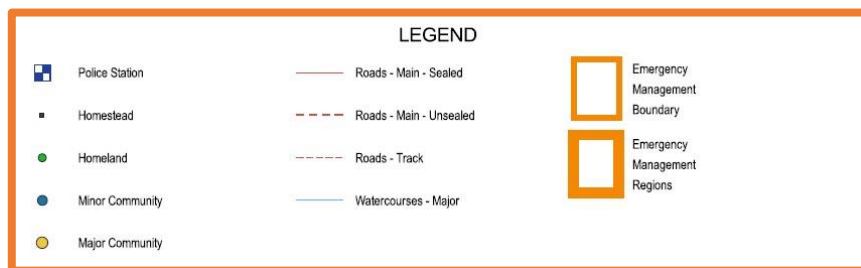 LEGEND
Police Station
Homestead
Homeland
Minor Community
Major Community
Roads - Main - Sealed
Roads - Main - Unsealed
Roads - Track
Watercourses - Major
Emergency
Management
Boundary
Emergency
Management
Regions